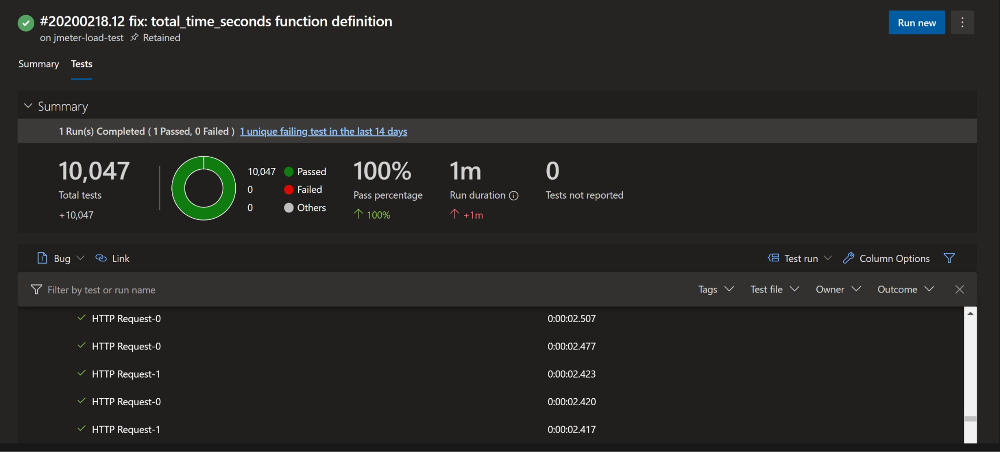 #20200218.12 fix: total_time_seconds function definition
on jmeter-load-test Retained
Run new
Summary Tests
Summary
1 Run(s) Completed ( 1 Passed, 0 Failed ) 1 unique failing test in the last 14 days
10,047
Total tests
+10,047
10,047 Passed
0 Failed
0 Others
100%
Pass percentage
100%
1m
Run duration
+1m
0
Tests not reported
Bug Link Test run Column Options
Filter by test or run name Tags Test file Owner Outcome
HTTP Request-0 0:00:02.507
HTTP Request-0 0:00:02.477
HTTP Request-1 0:00:02.423
HTTP Request-0 0:00:02.420
HTTP Request-1 0:00:02.417